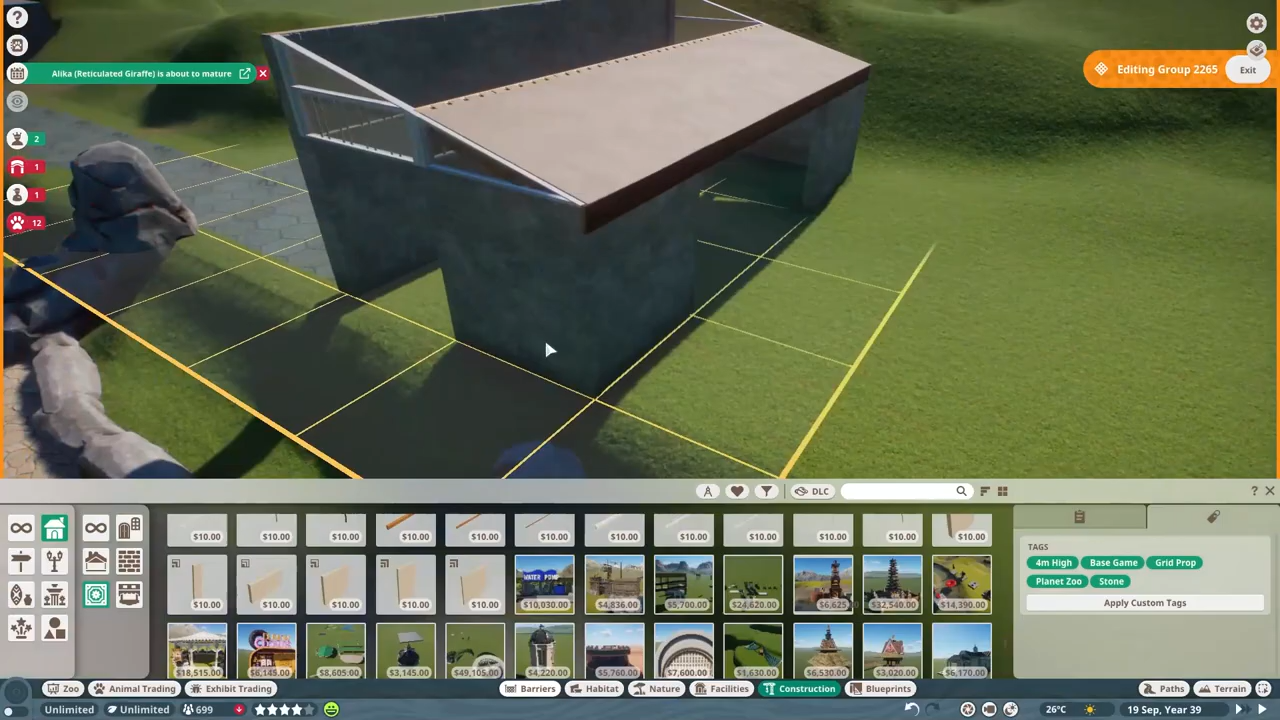 ?
Alika (Reticulated Giraffe) is about to mature
2
1
1
12
Editing Group 2265
Exit
DLC
?
$10.00 $10.00 $10.00 $10.00 $10.00 $10.00 $10.00 $10.00 $10.00 $10.00 $10.00 $10.00
$10.00 $10.00 $10.00 $10.00 $10.00 $10,030.00 $4,836.00 $5,700.00 $24,620.00 $6,625 $32,540.00 $14,390.00
$18,515.00 $6,145.00 $8,605.00 $3,145.00 $49,105.00 $4,220.00 $5,760.00 $7,600.00 $1,630.00 $6,530.00 $3,020.00 $6,170.00
WATER POND
TAGS
4m High
Base Game
Grid Prop
Planet Zoo
Stone
Apply Custom Tags
Zoo
Animal Trading
Exhibit Trading
Barriers
Habitat
Nature
Facilities
Construction
Blueprints
Paths
Terrain
Unlimited
Unlimited
699
26°C
19 Sep, Year 39